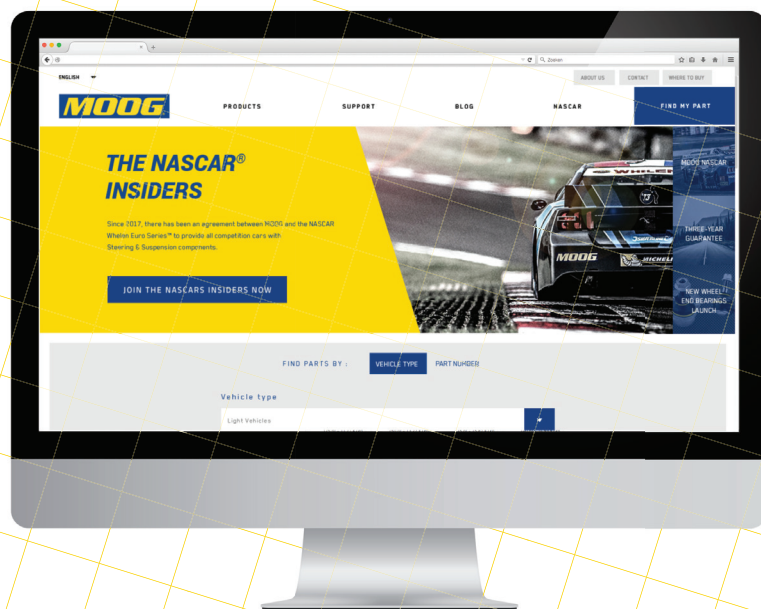 Zoeken
ENGLISH
ABOUT US
CONTACT
WHERE TO BUY
MOOG
PRODUCTS
SUPPORT
BLOG
NASCAR
FIND MY PART
THE NASCAR®
INSIDERS
Since 2017, there has been an agreement between MOOG and the NASCAR
Whelen Euro Series™ to provide all competition cars with
Steering & Suspension components.
JOIN THE NASCARS INSIDERS NOW
WHELEN
MOOG
MICHELI
MOOG NASCAR
THREE-YEAR
GUARANTEE
NEW WHEEL
END BEARINGS
LAUNCH
FIND PARTS BY :
VEHICLE TYPE
PART NUMBER
Vehicle type
Light Vehicles